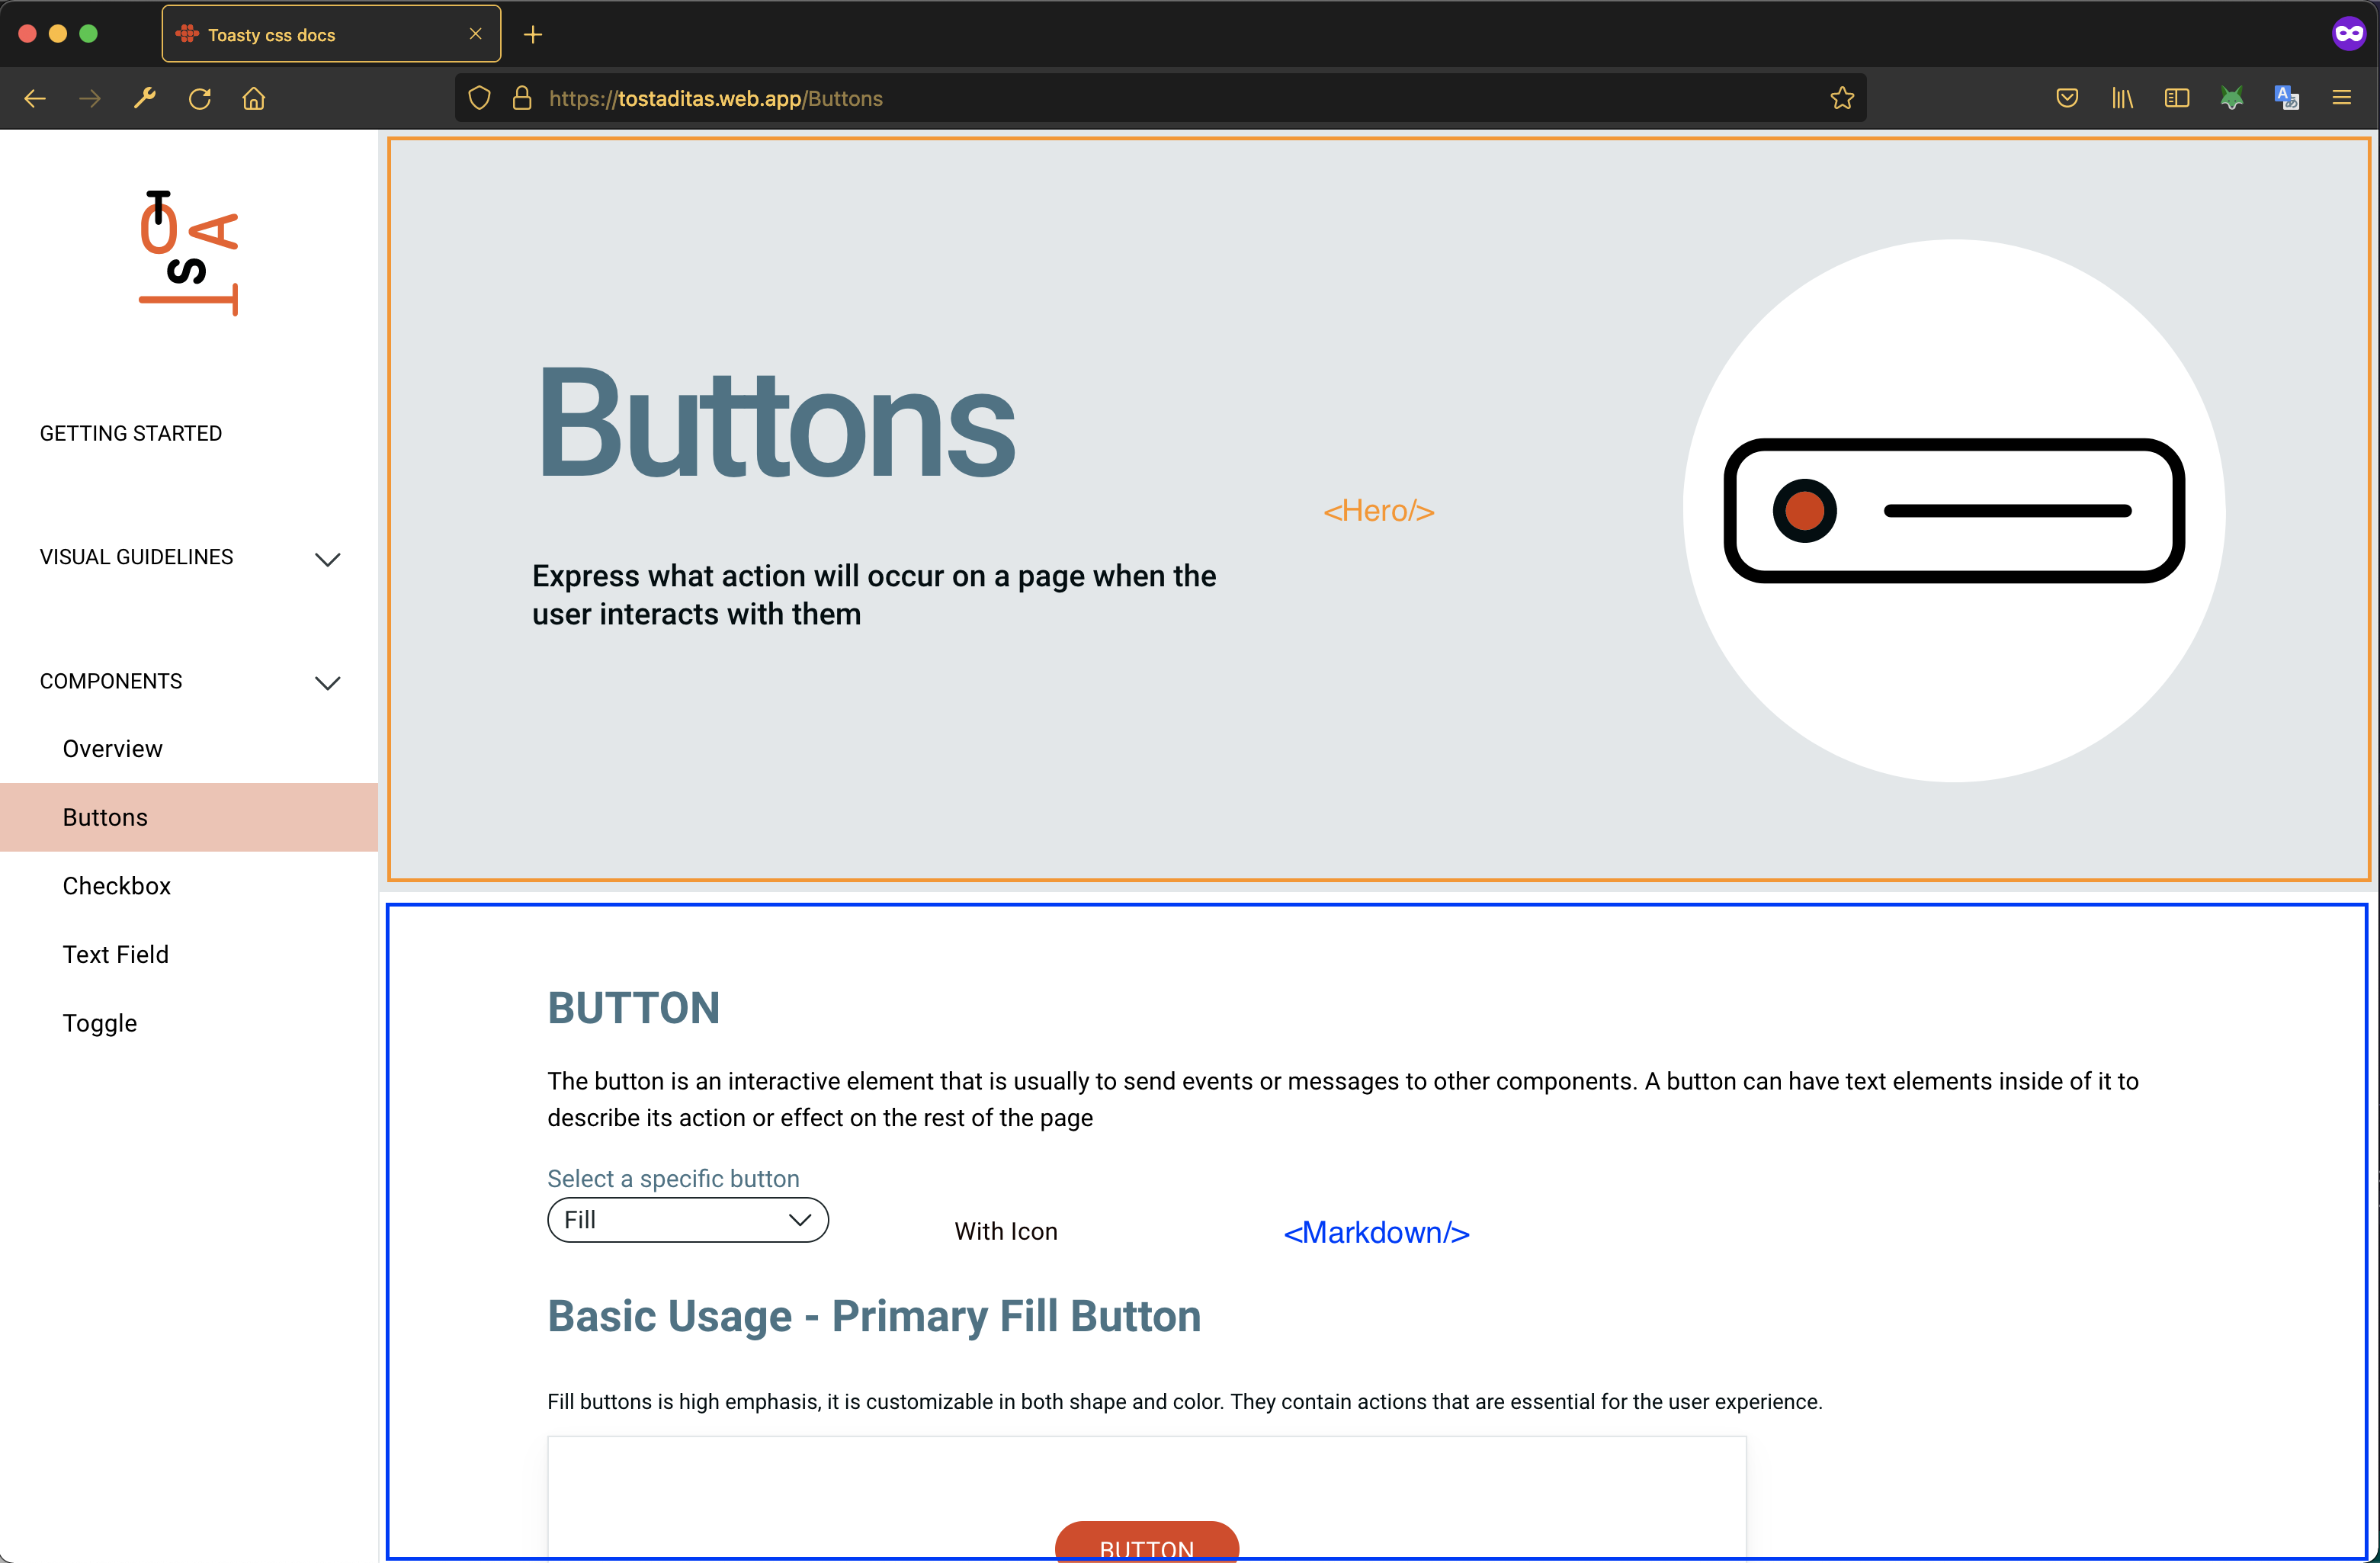 Toasty css docs
https://tostaditas.web.app/Buttons
TOAST
GETTING STARTED
VISUAL GUIDELINES
COMPONENTS
Overview
Buttons
Checkbox
Text Field
Toggle
Buttons
<Hero/>
Express what action will occur on a page when the
user interacts with them
BUTTON
The button is an interactive element that is usually to send events or messages to other components. A button can have text elements inside of it to
describe its action or effect on the rest of the page
Select a specific button
Fill
With Icon
<Markdown/>
Basic Usage - Primary Fill Button
Fill buttons is high emphasis, it is customizable in both shape and color. They contain actions that are essential for the user experience.
BUTTON